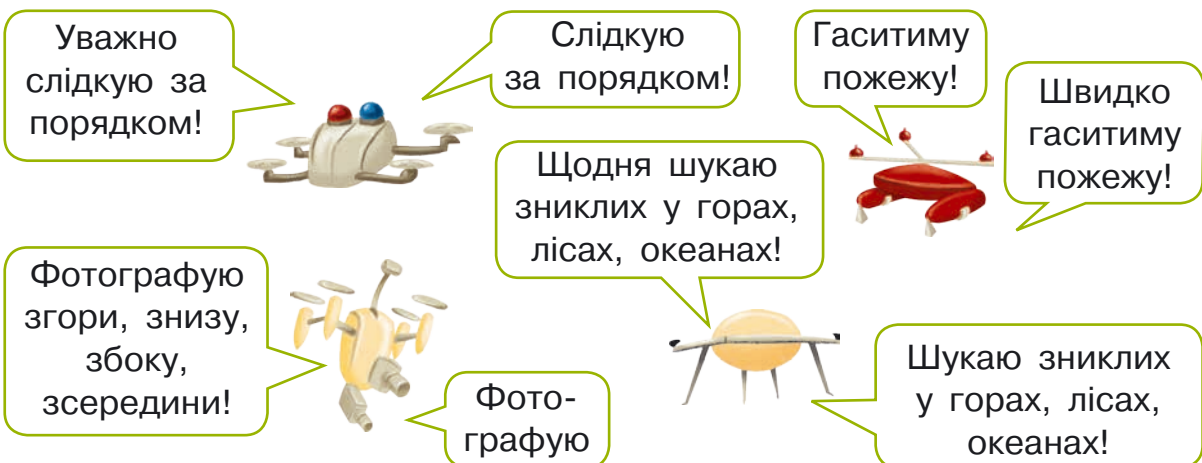 Уважно
слідкую за
порядком!
Слідкую
за порядком!
Гаситиму
пожежу!
Швидко
гаситиму
пожежу!
Щодня шукаю
зниклих у горах,
лісах, океанах!
Фотографую
згори, знизу,
збоку,
зсередини!
Фото-
графую
Шукаю зниклих
у горах, лісах,
океанах!